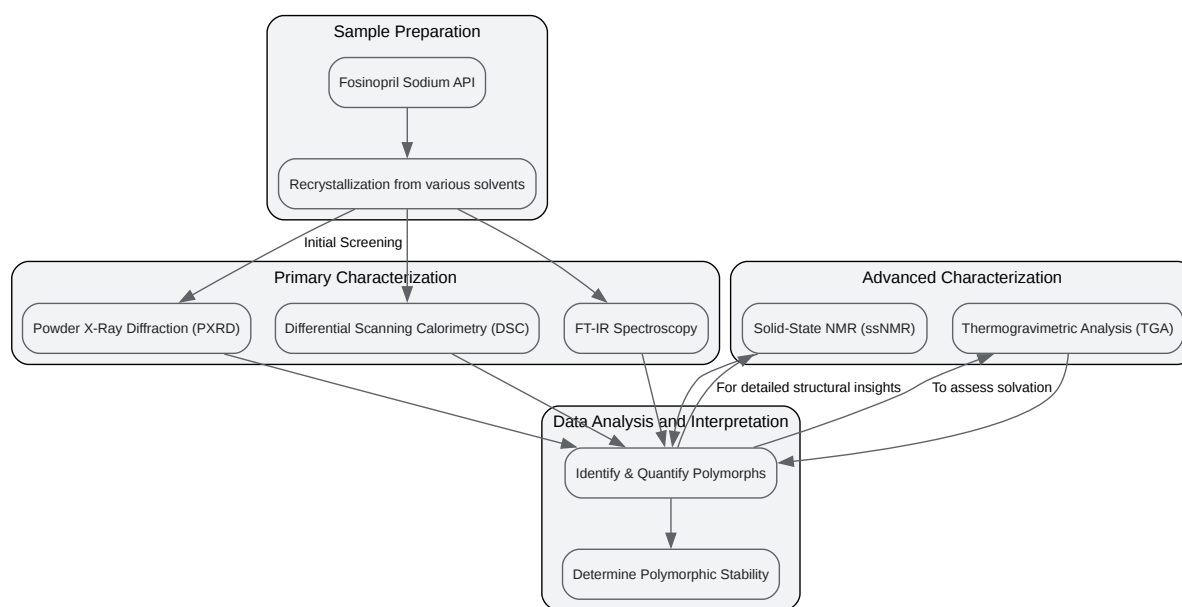 Sample Preparation
Fosinopril Sodium API
Recrystallization from various solvents
Initial Screening
Primary Characterization
Advanced Characterization
Powder X-Ray Diffraction (PXRD)
Differential Scanning Calorimetry (DSC)
FT-IR Spectroscopy
Solid-State NMR (ssNMR)
Thermogravimetric Analysis (TGA)
For detailed structural insights
To assess solvation
Data Analysis and Interpretation
Identify & Quantify Polymorphs
Determine Polymorphic Stability